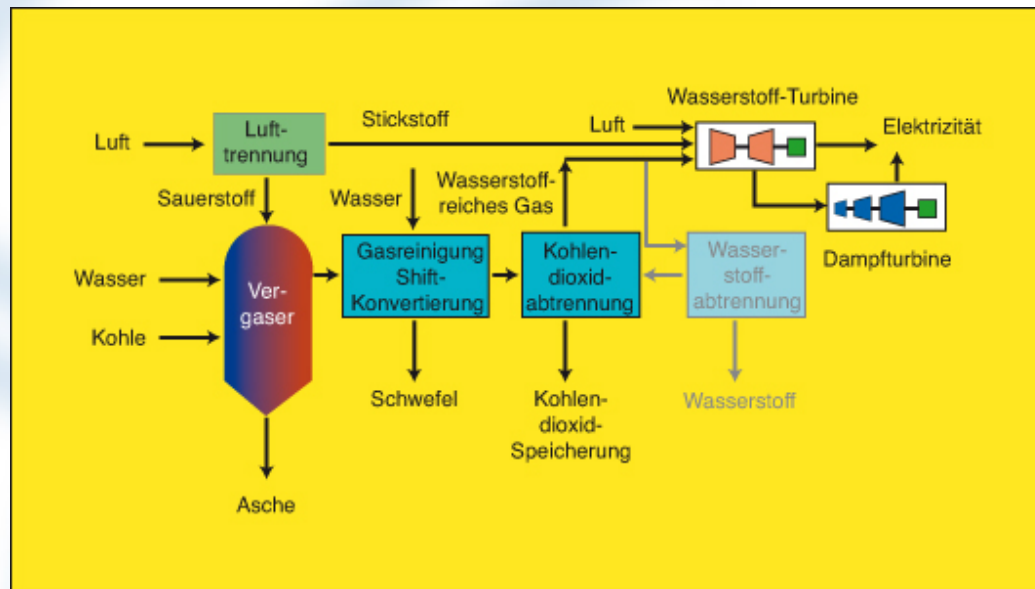 Wasserstoff-Turbine
Luft
Luft-
trennung
Stickstoff
Luft
Elektrizität
Sauerstoff
Wasser
Wasserstoff-
reiches Gas
Wasser
Kohle
Ver-
gaser
Gasreinigung
Shift-
Konvertierung
Kohlen-
dioxid-
abtrennung
Wasser-
stoff-
abtrennung
Dampfturbine
Schwefel
Kohlen-
dioxid-
Speicherung
Wasserstoff
Asche